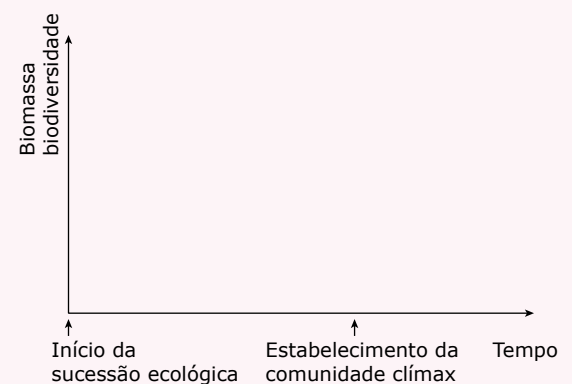 Biomassa
biodiversidade
Início da
sucessão ecológica
Estabelecimento da
comunidade clímax
Tempo